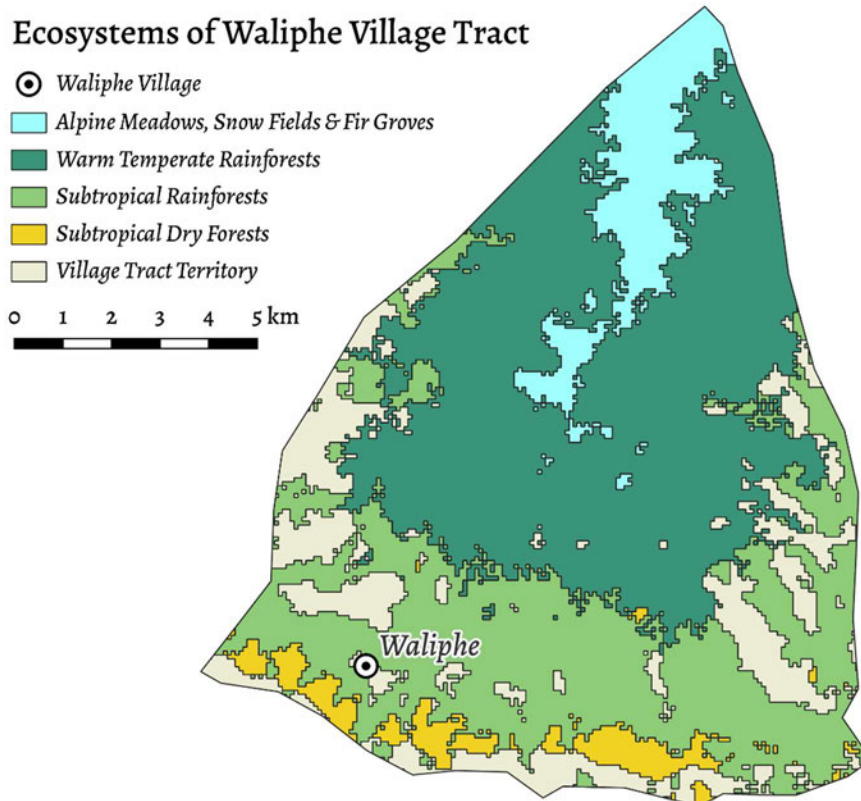 Ecosystems of Waliphe Village Tract
Waliphe Village
Alpine Meadows, Snow Fields & Fir Groves
Warm Temperate Rainforests
Subtropical Rainforests
Subtropical Dry Forests
Village Tract Territory
0 1 2 3 4 5 km
Waliphe